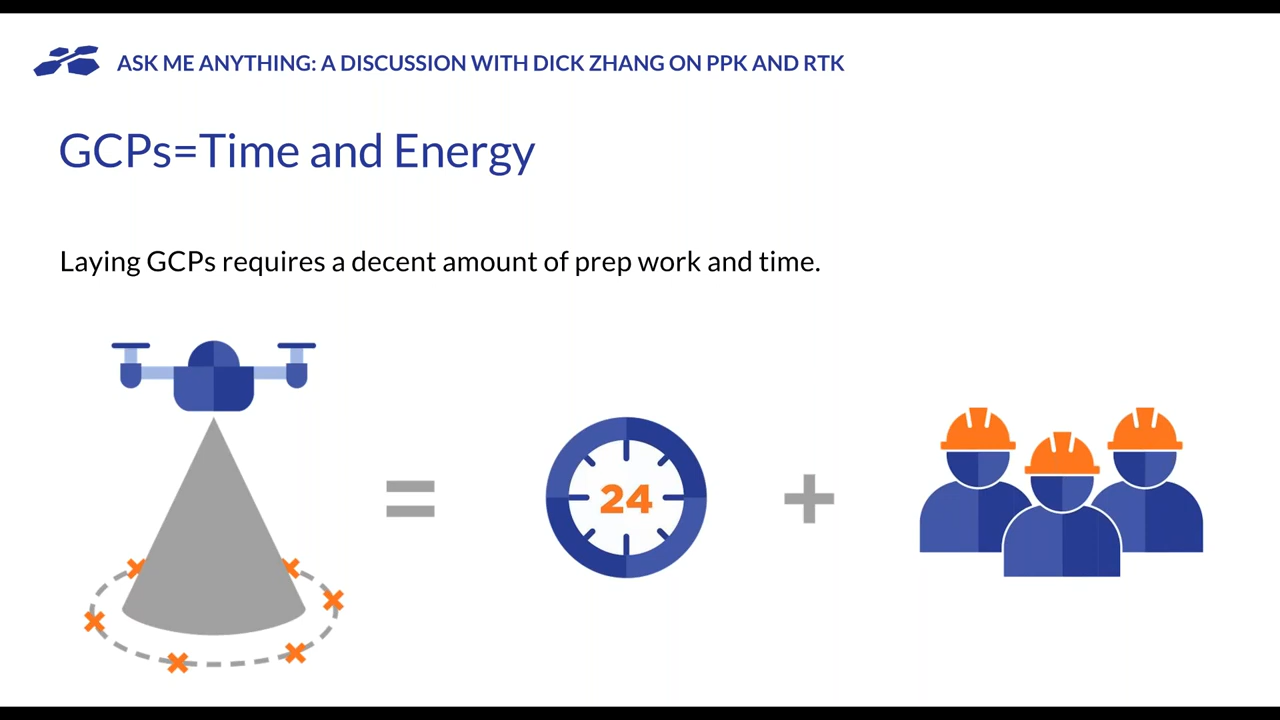 ASK ME ANYTHING: A DISCUSSION WITH DICK ZHANG ON PPK AND RTK
GCPs=Time and Energy
Laying GCPs requires a decent amount of prep work and time.
=
24
+